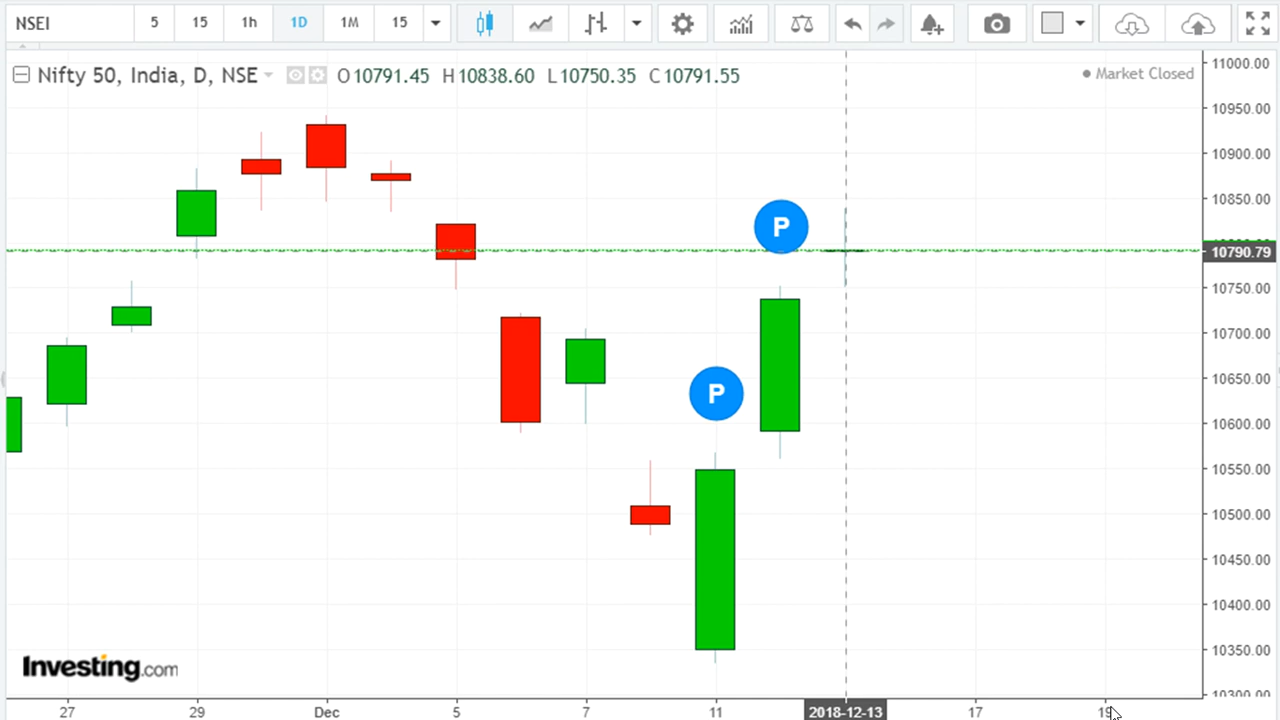 NSEI 5 15 1h 1D 1M 15
Nifty 50, India, D, NSE O10791.45 H10838.60 L10750.35 C10791.55
Market Closed
11000.00
10950.00
10900.00
10850.00
10790.79
10750.00
10700.00
10650.00
10600.00
10550.00
10500.00
10450.00
10400.00
10350.00
10300.00
P
P
Investing.com
27 29 Dec 5 7 11 2018-12-13 17 19